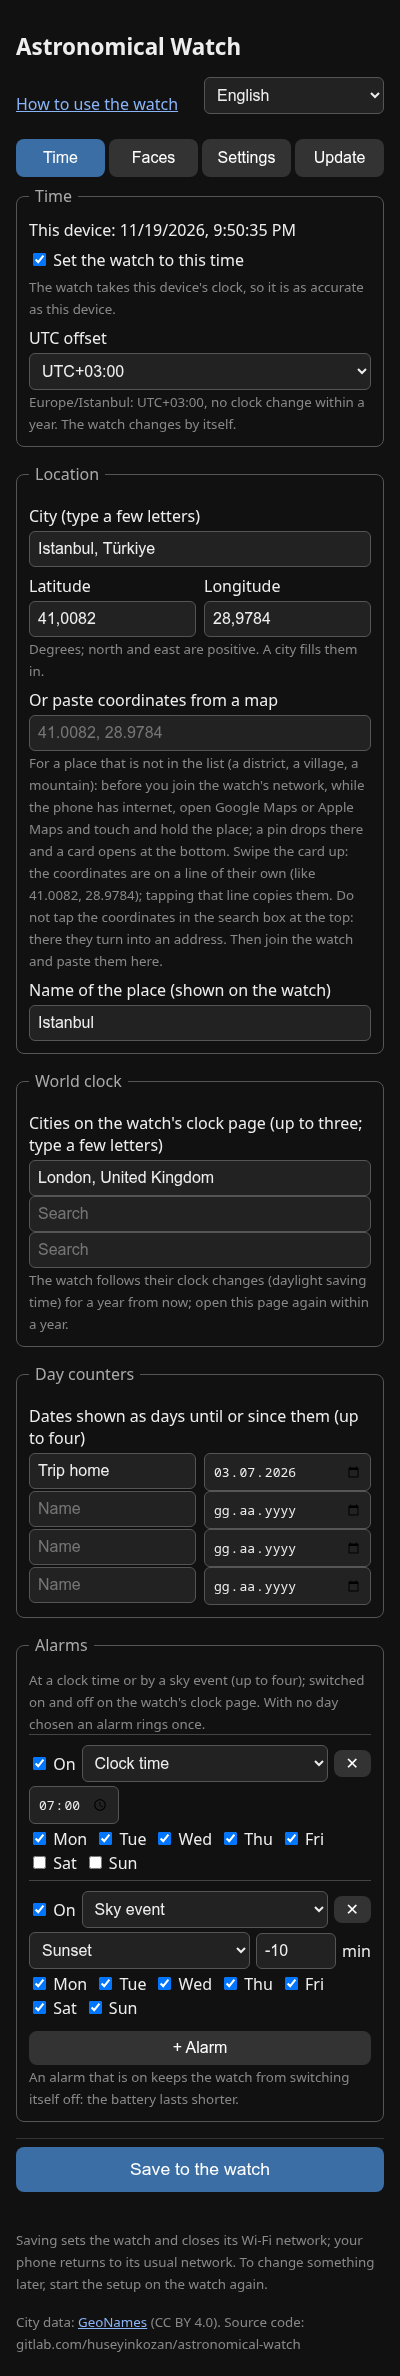 Astronomical Watch
How to use the watch
English
Time
Faces
Settings
Update
Time
This device: 11/19/2026, 9:50:35 PM
Set the watch to this time
The watch takes this device's clock, so it is as accurate
as this device.
UTC offset
UTC+03:00
Europe/Istanbul: UTC+03:00, no clock change within a
year. The watch changes by itself.
Location
City (type a few letters)
Istanbul, Türkiye
Latitude
Longitude
41,0082
28,9784
Degrees; north and east are positive. A city fills them
in.
Or paste coordinates from a map
41.0082, 28.9784
For a place that is not in the list (a district, a village, a
mountain): before you join the watch's network, while
the phone has internet, open Google Maps or Apple
Maps and touch and hold the place; a pin drops there
and a card opens at the bottom. Swipe the card up:
the coordinates are on a line of their own (like
41.0082, 28.9784); tapping that line copies them. Do
not tap the coordinates in the search box at the top:
there they turn into an address. Then join the watch
and paste them here.
Name of the place (shown on the watch)
Istanbul
World clock
Cities on the watch's clock page (up to three;
type a few letters)
London, United Kingdom
Search
Search
The watch follows their clock changes (daylight saving
time) for a year from now; open this page again within
a year.
Day counters
Dates shown as days until or since them (up
to four)
Trip home
03.07.2026
Name
gg.aa.yyyy
Name
gg.aa.yyyy
Name
gg.aa.yyyy
Alarms
At a clock time or by a sky event (up to four); switched
on and off on the watch's clock page. With no day
chosen an alarm rings once.
On
Clock time
✕
07:00
Mon Tue Wed Thu Fri
Sat Sun
On
Sky event
✕
Sunset
-10
min
Mon Tue Wed Thu Fri
Sat Sun
+ Alarm
An alarm that is on keeps the watch from switching
itself off: the battery lasts shorter.
Save to the watch
Saving sets the watch and closes its Wi-Fi network; your
phone returns to its usual network. To change something
later, start the setup on the watch again.
City data: GeoNames (CC BY 4.0). Source code:
gitlab.com/huseyinkozan/astronomical-watch